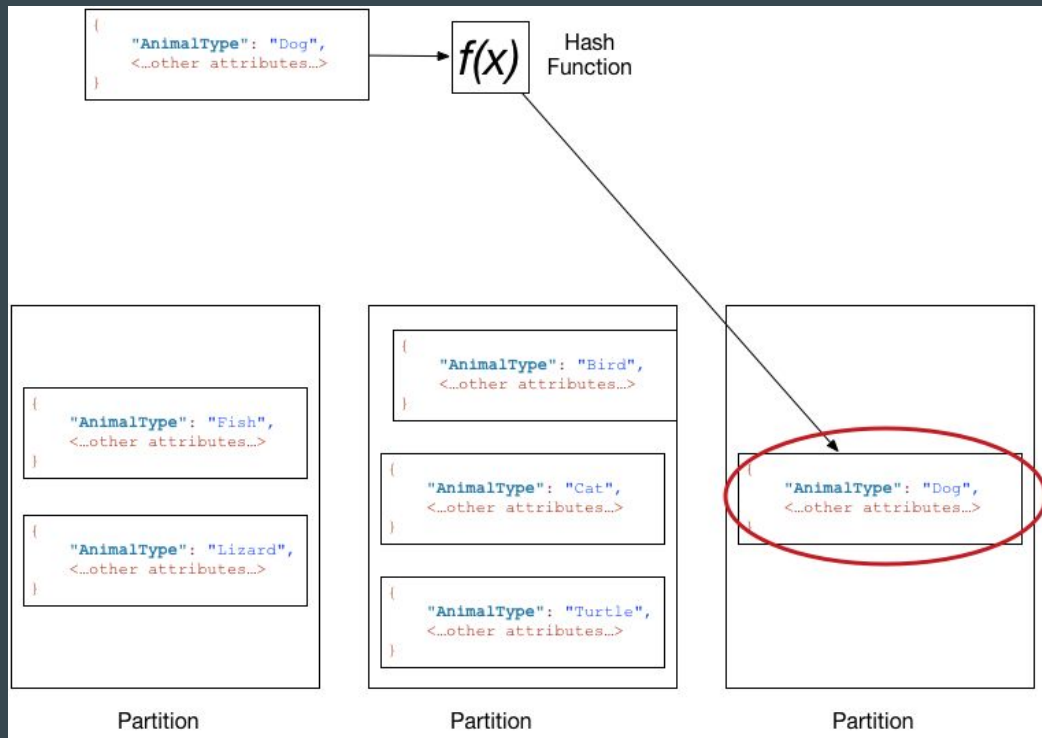 {
"AnimalType": "Dog",
<…other attributes…>
}
f(x)
Hash
Function
{
"AnimalType": "Fish",
<…other attributes…>
}
{
"AnimalType": "Lizard",
<…other attributes…>
}
Partition
{
"AnimalType": "Bird",
<…other attributes…>
}
{
"AnimalType": "Cat",
<…other attributes…>
}
{
"AnimalType": "Turtle",
<…other attributes…>
}
Partition
{
"AnimalType": "Dog",
<…other attributes…>
}
Partition